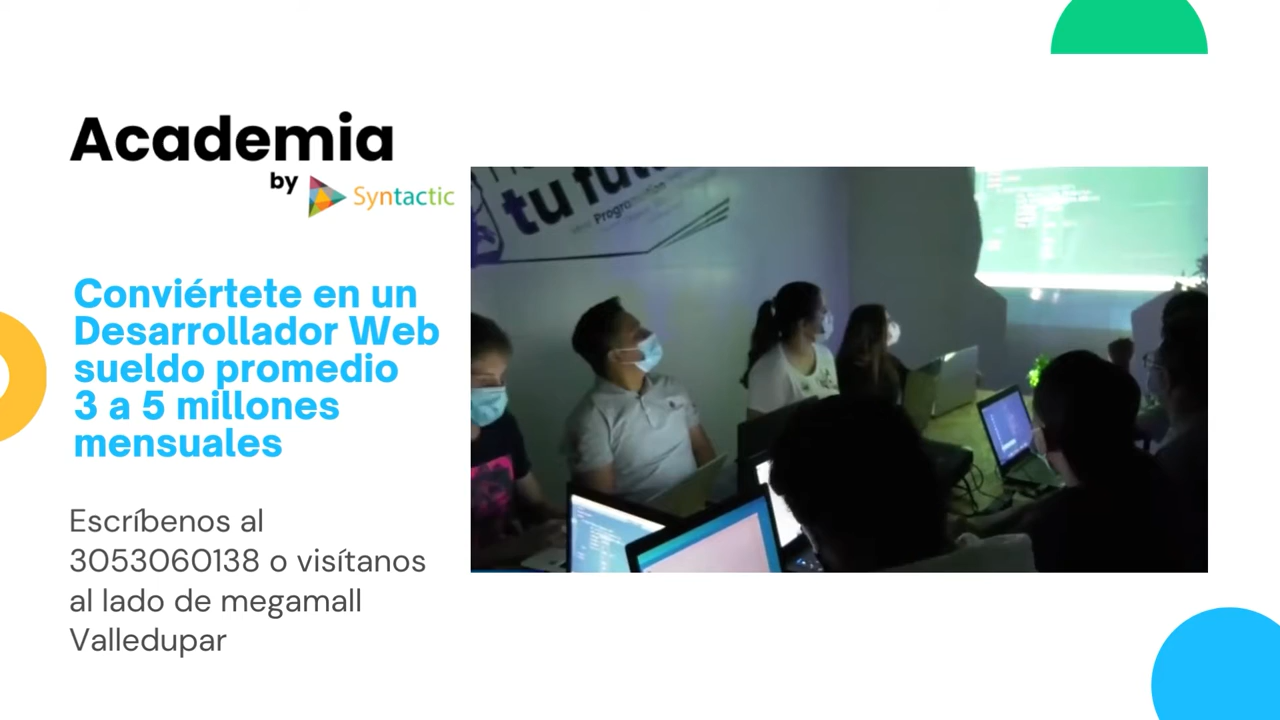 Academia
by Syntactic
Conviértete en un
Desarrollador Web
sueldo promedio
3 a 5 millones
mensuales
Escríbenos al
3053060138 o visítanos
al lado de megamall
Valledupar
tu
Programation